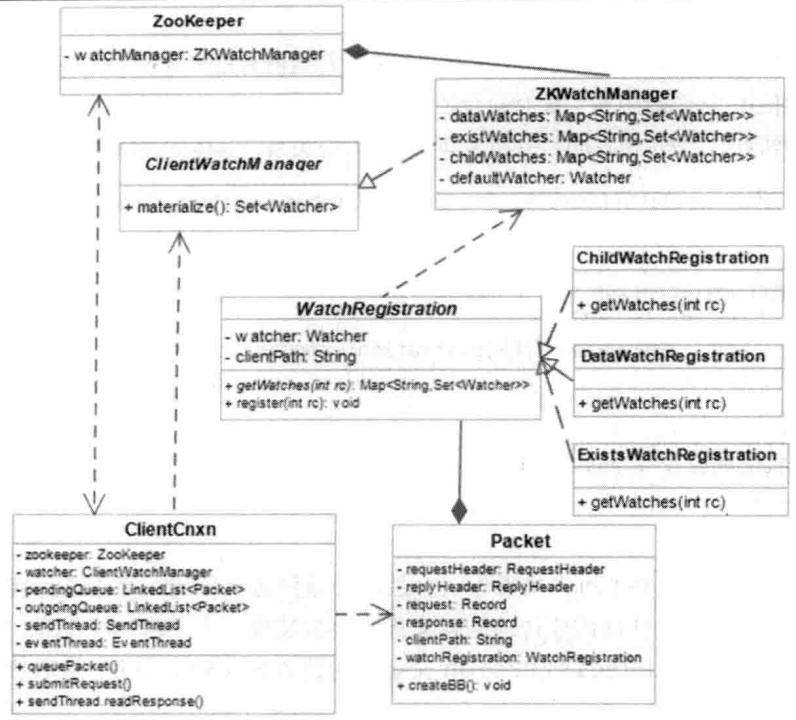 ZooKeeper
- watchManager: ZKWatchManager
ZKWatchManager
- dataWatches: Map<String,Set<Watcher>>
- existWatches: Map<String,Set<Watcher>>
- childWatches: Map<String,Set<Watcher>>
- defaultWatcher: Watcher
ClientWatchManager
+ materialize(): Set<Watcher>
WatchRegistration
- watcher: Watcher
- clientPath: String
+ getWatches(int rc): Map<String,Set<Watcher>>
+ register(int rc): void
ChildWatchRegistration
+ getWatches(int rc)
DataWatchRegistration
+ getWatches(int rc)
ExistsWatchRegistration
+ getWatches(int rc)
ClientCnxn
- zookeeper: ZooKeeper
- watcher: ClientWatchManager
- pendingQueue: LinkedList<Packet>
- outgoingQueue: LinkedList<Packet>
- sendThread: SendThread
- eventThread: EventThread
+ queuePacket()
+ submitRequest()
+ sendThread.readResponse()
Packet
- requestHeader: RequestHeader
- replyHeader: ReplyHeader
- request: Record
- response: Record
- clientPath: String
- watchRegistration: WatchRegistration
+ createBB(): void